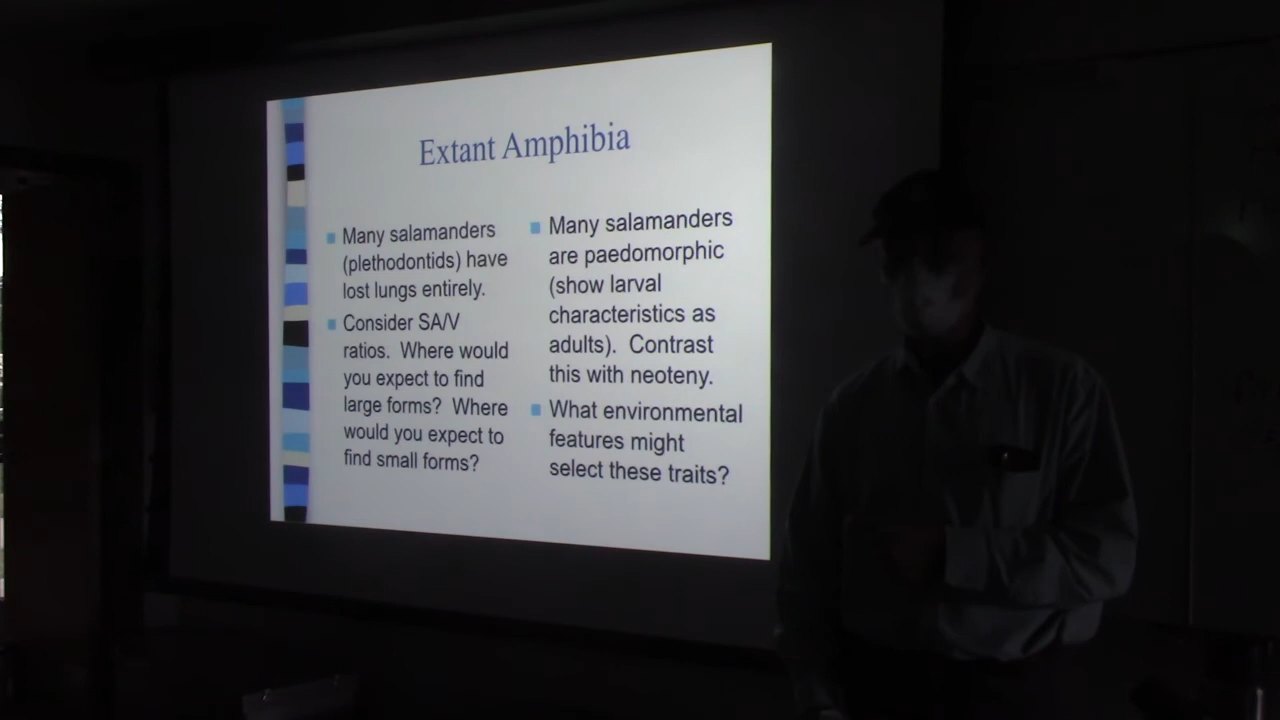 Extant Amphibia
Many salamanders
(plethodontids) have
lost lungs entirely.
Consider SA/V
ratios. Where would
you expect to find
large forms? Where
would you expect to
find small forms?
Many salamanders
are paedomorphic
(show larval
characteristics as
adults). Contrast
this with neoteny.
What environmental
features might
select these traits?